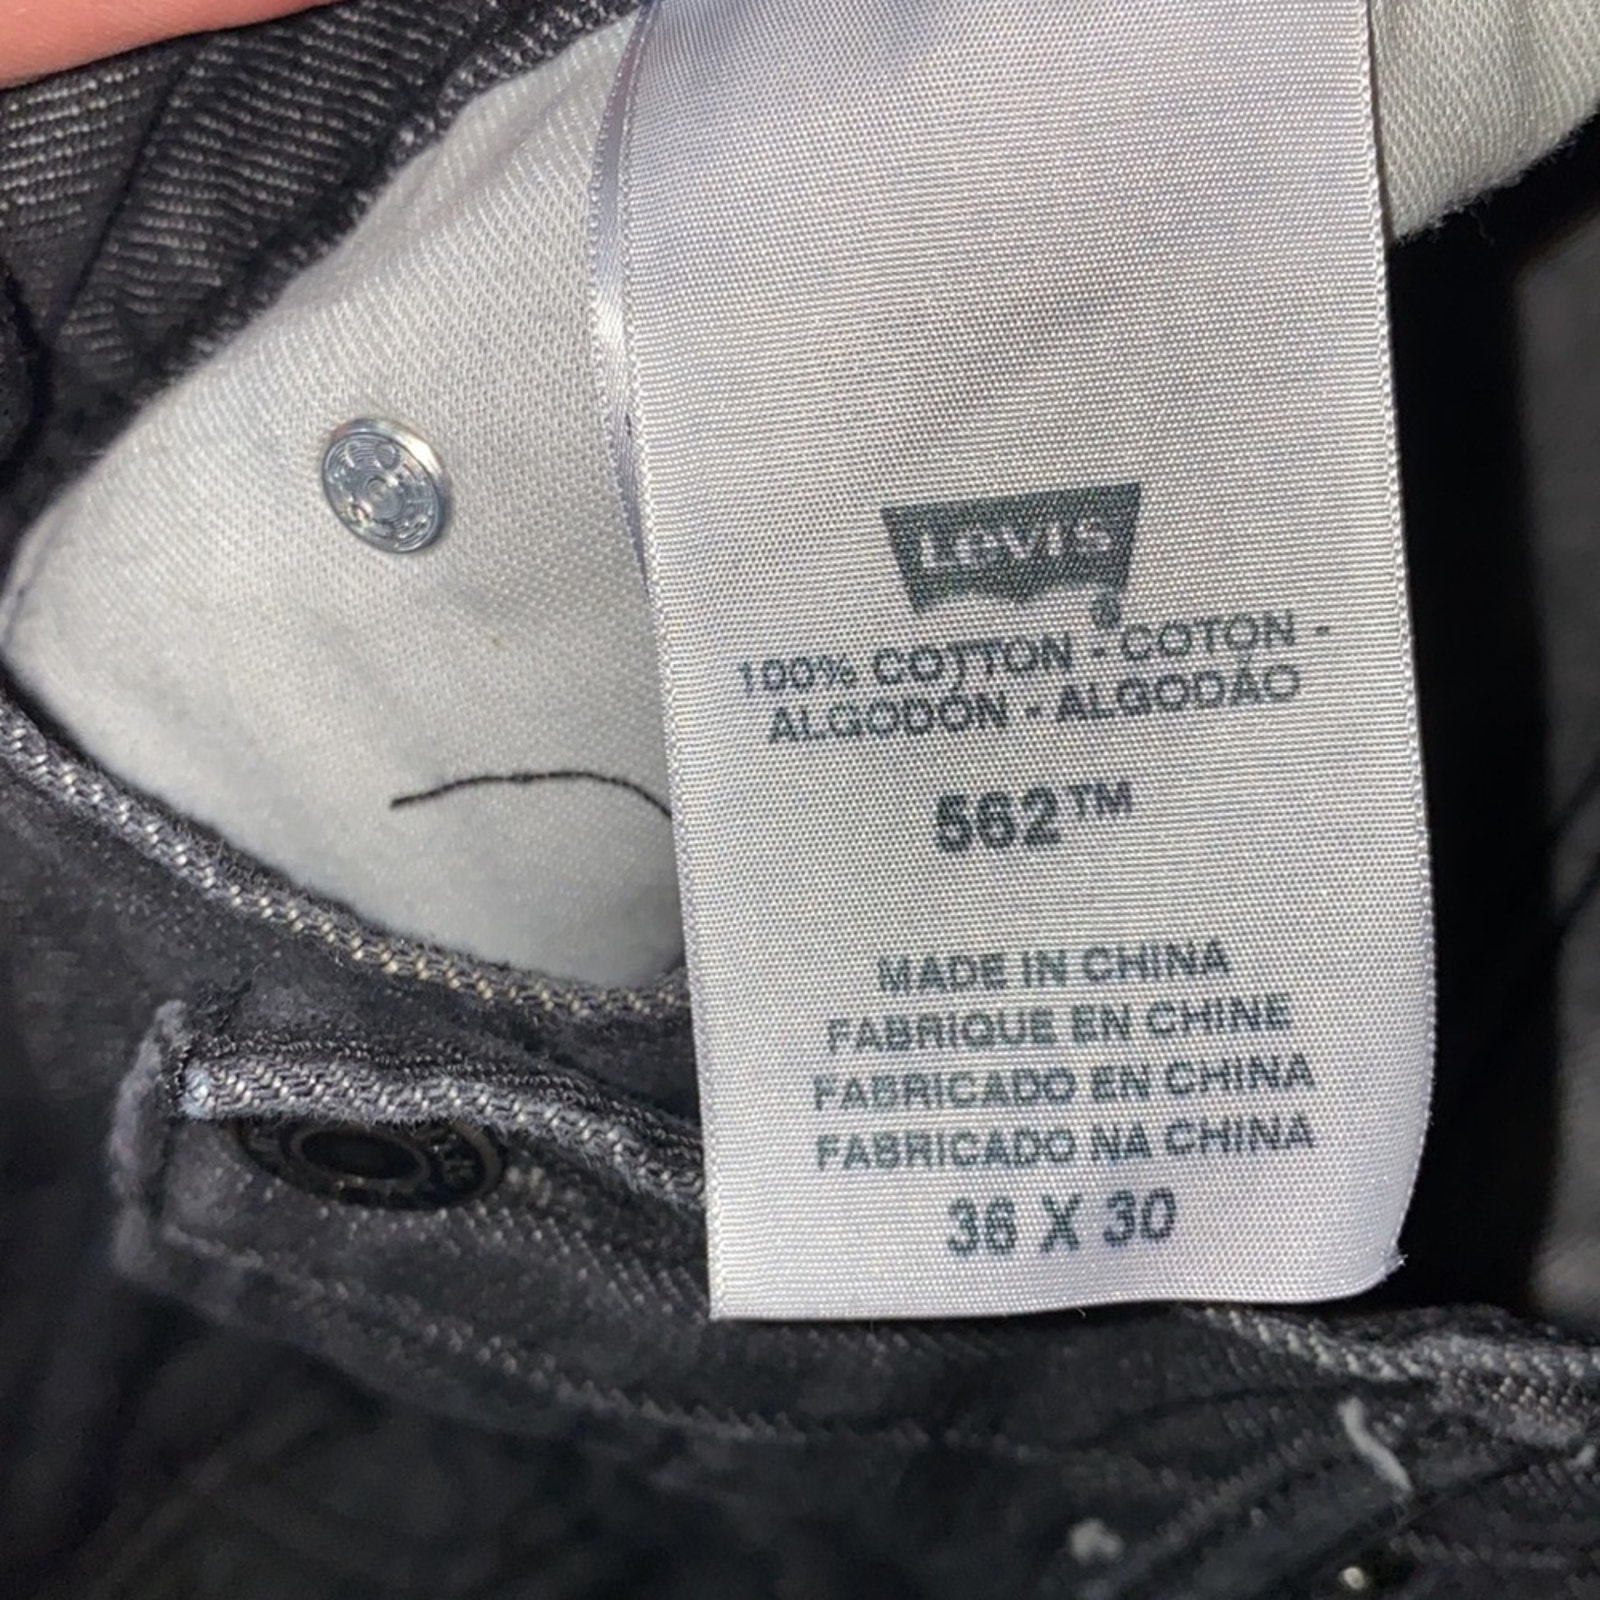 Levi's
®
100% COTTON - COTON -
ALGODÓN - ALGODÃO
562™
MADE IN CHINA
FABRIQUE EN CHINE
FABRICADO EN CHINA
FABRICADO NA CHINA
36 X 30